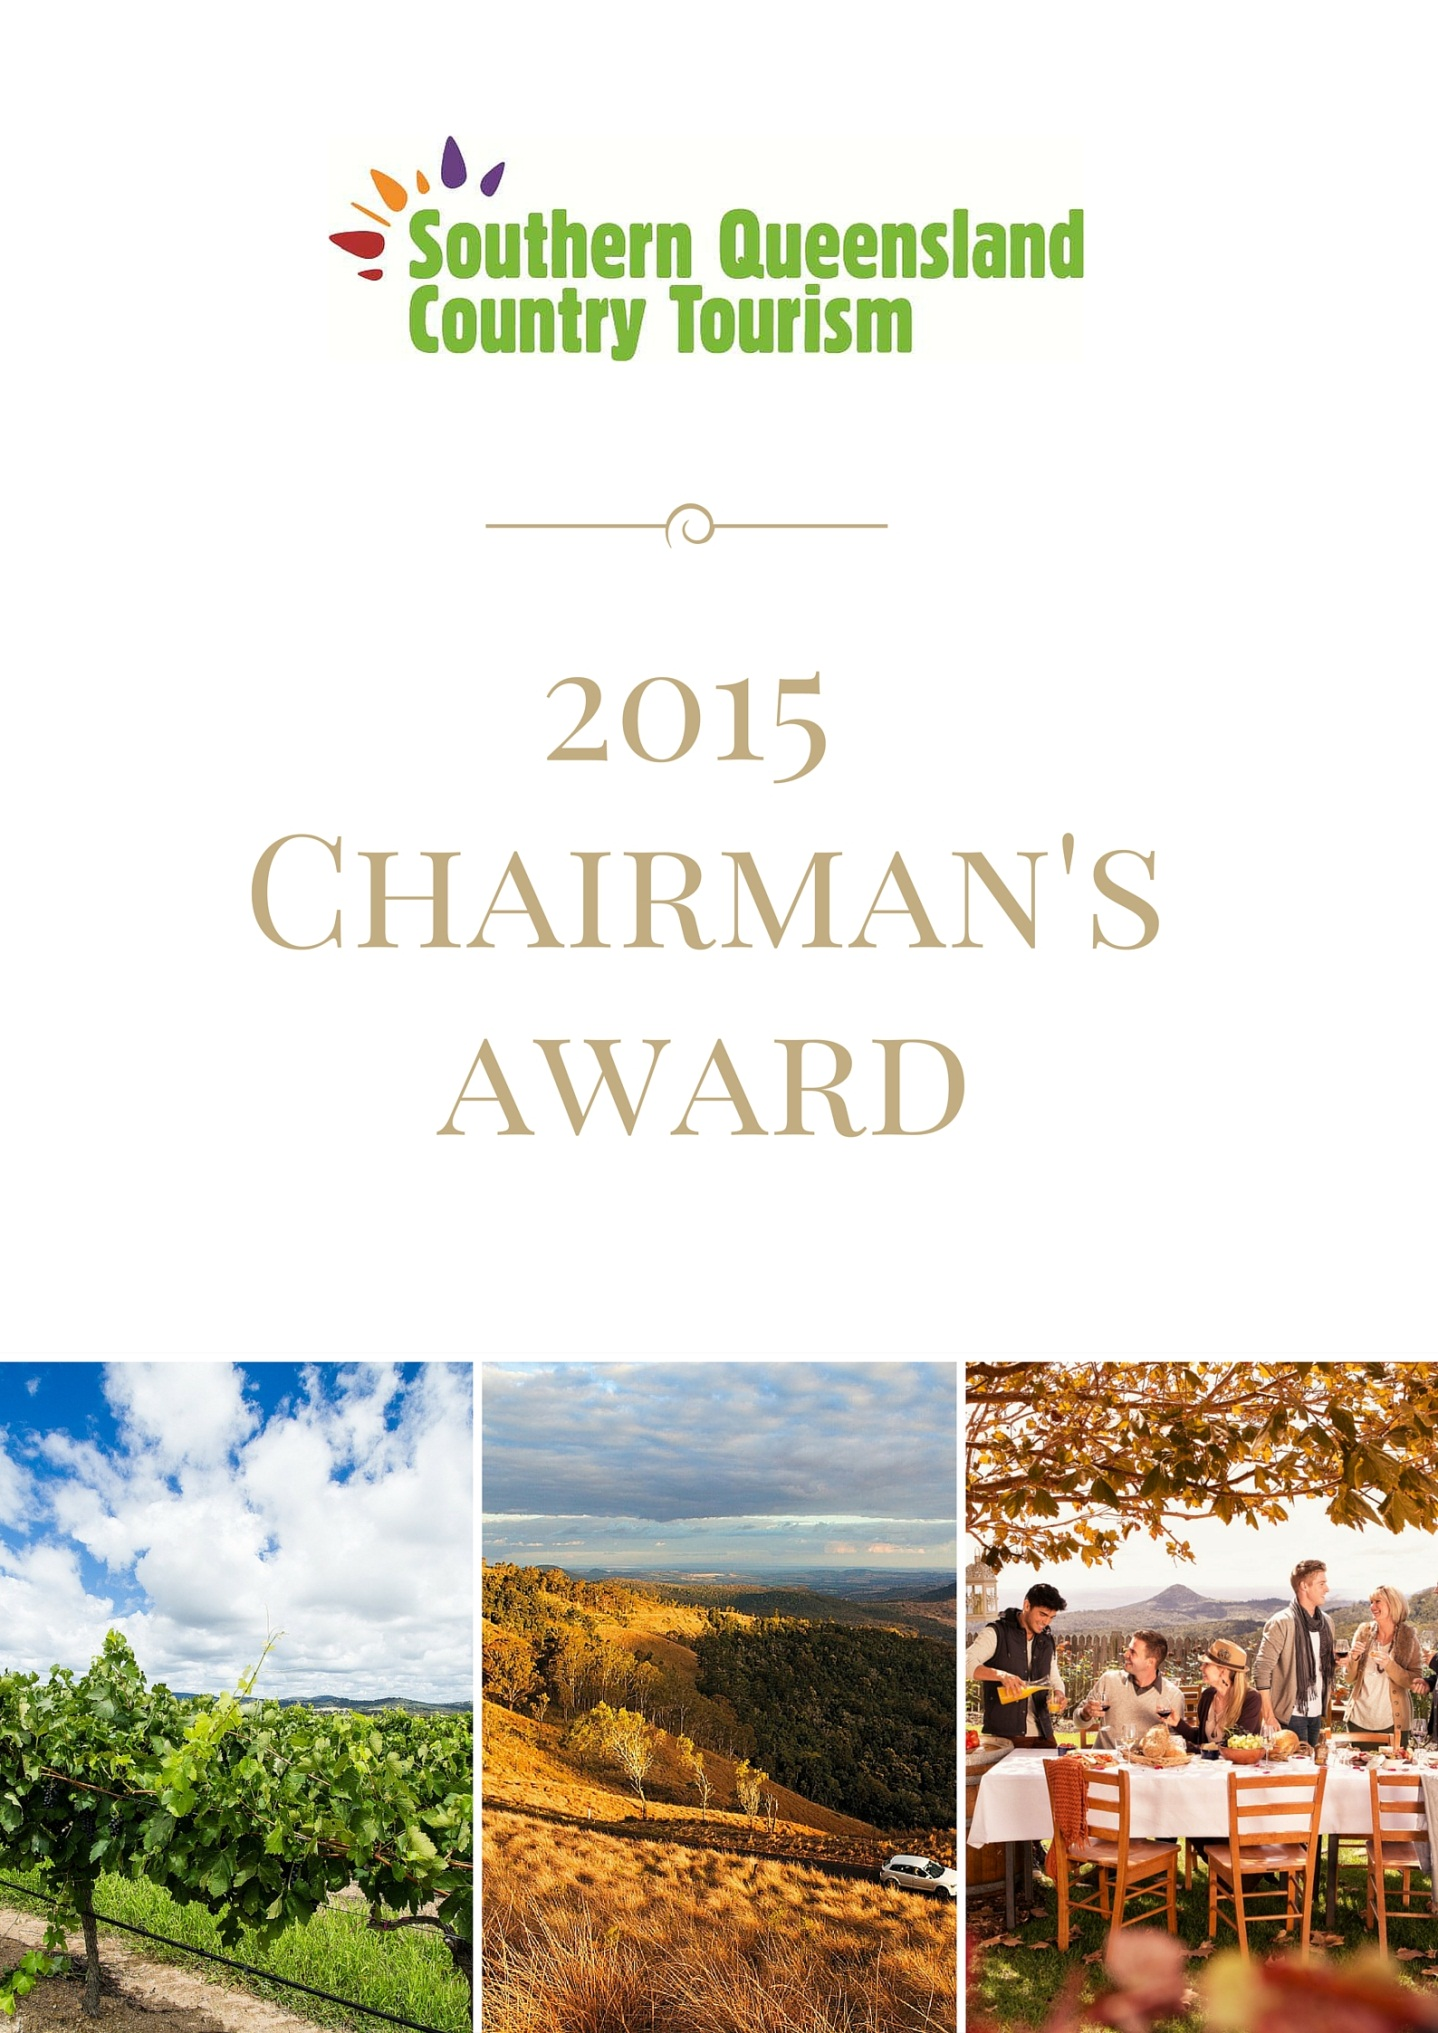 Southern Queensland
Country Tourism
2015
Chairman's
award